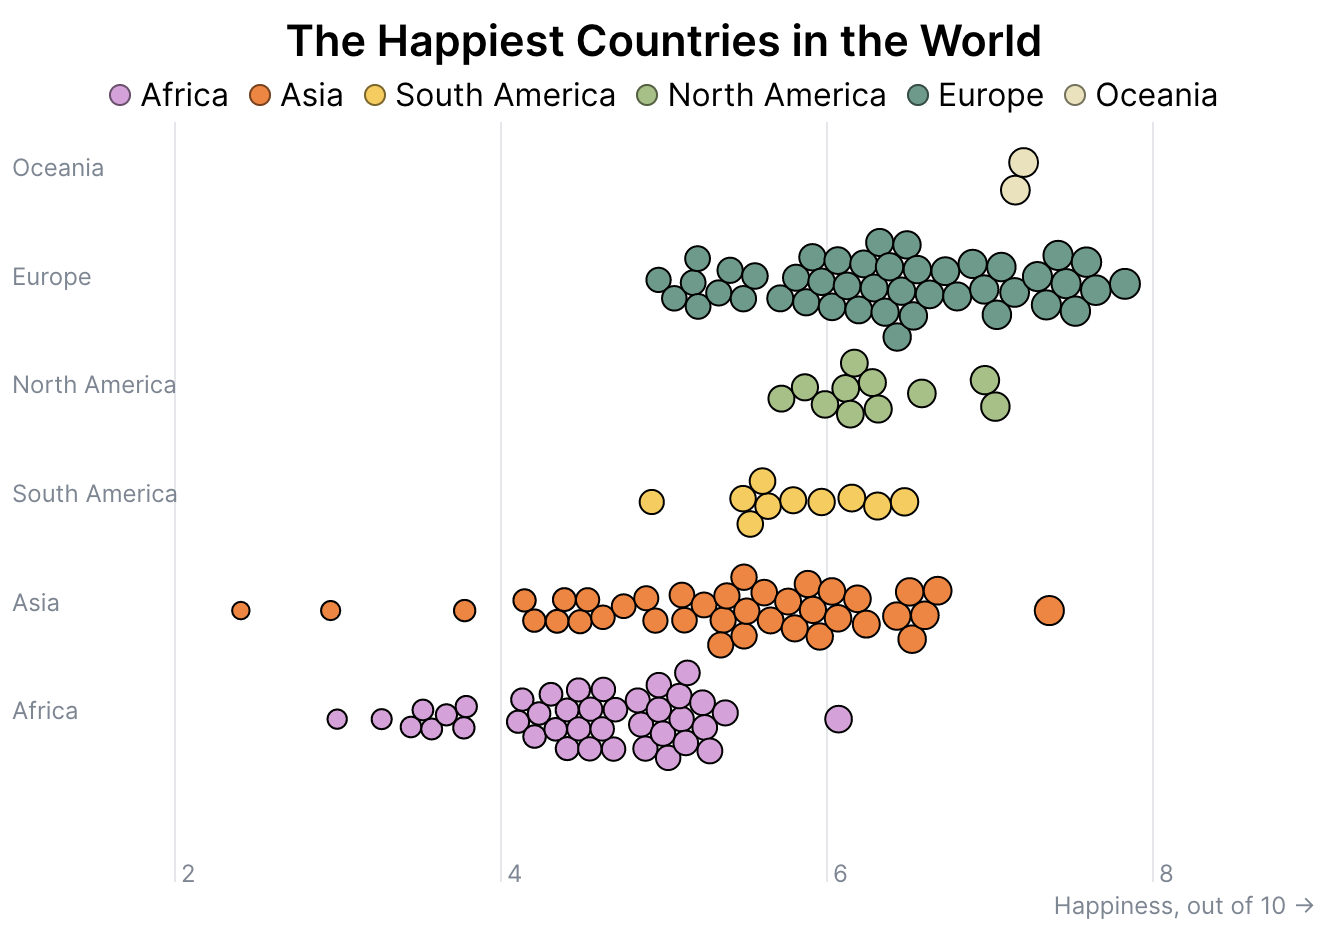 The Happiest Countries in the World
Africa Asia South America North America Europe Oceania
Oceania
Europe
North America
South America
Asia
Africa
2 4 6 8
Happiness, out of 10 →